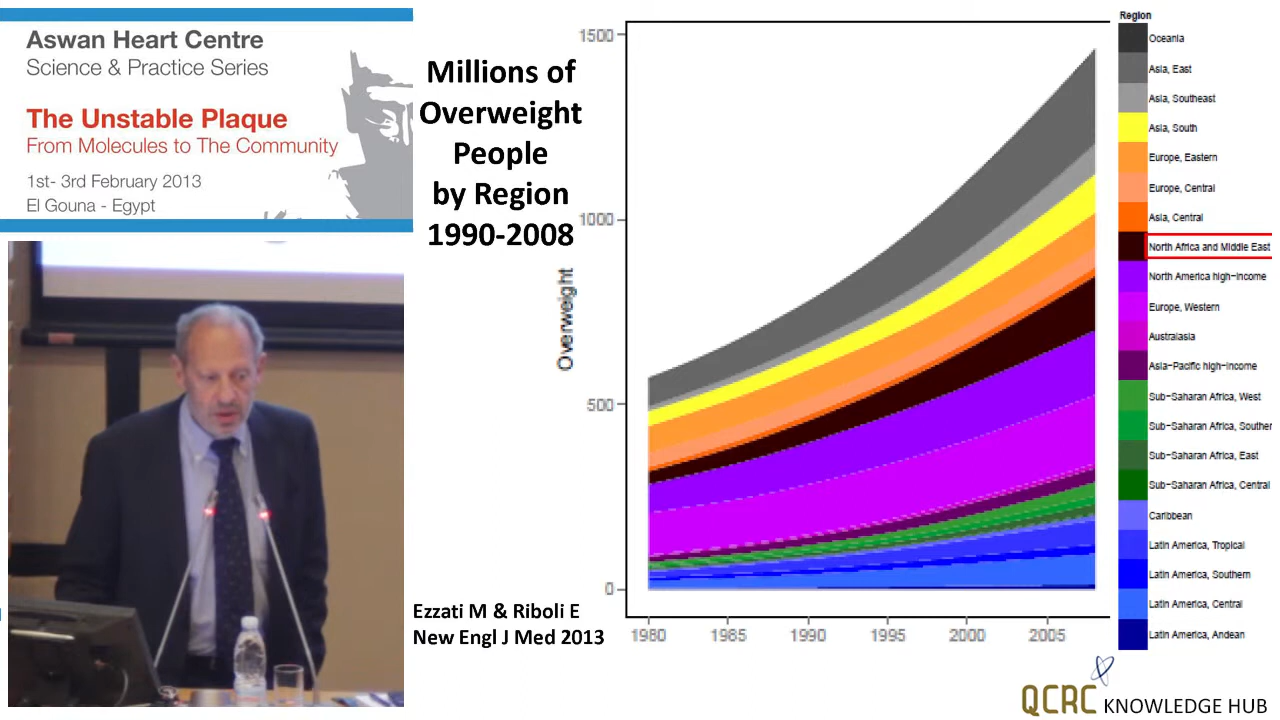 Aswan Heart Centre
Science & Practice Series
The Unstable Plaque
From Molecules to The Community
1st- 3rd February 2013
El Gouna - Egypt
Millions of
Overweight
People
by Region
1990-2008
Overweight
1500
1000
500
0
1980
1985
1990
1995
2000
2005
Region
Oceania
Asia, East
Asia, Southeast
Asia, South
Europe, Eastern
Europe, Central
Asia, Central
North Africa and Middle East
North America high-income
Europe, Western
Australasia
Asia-Pacific high-income
Sub-Saharan Africa, West
Sub-Saharan Africa, Souther
Sub-Saharan Africa, East
Sub-Saharan Africa, Central
Caribbean
Latin America, Tropical
Latin America, Southern
Latin America, Central
Latin America, Andean
Ezzati M & Riboli E
New Engl J Med 2013
QCRC KNOWLEDGE HUB